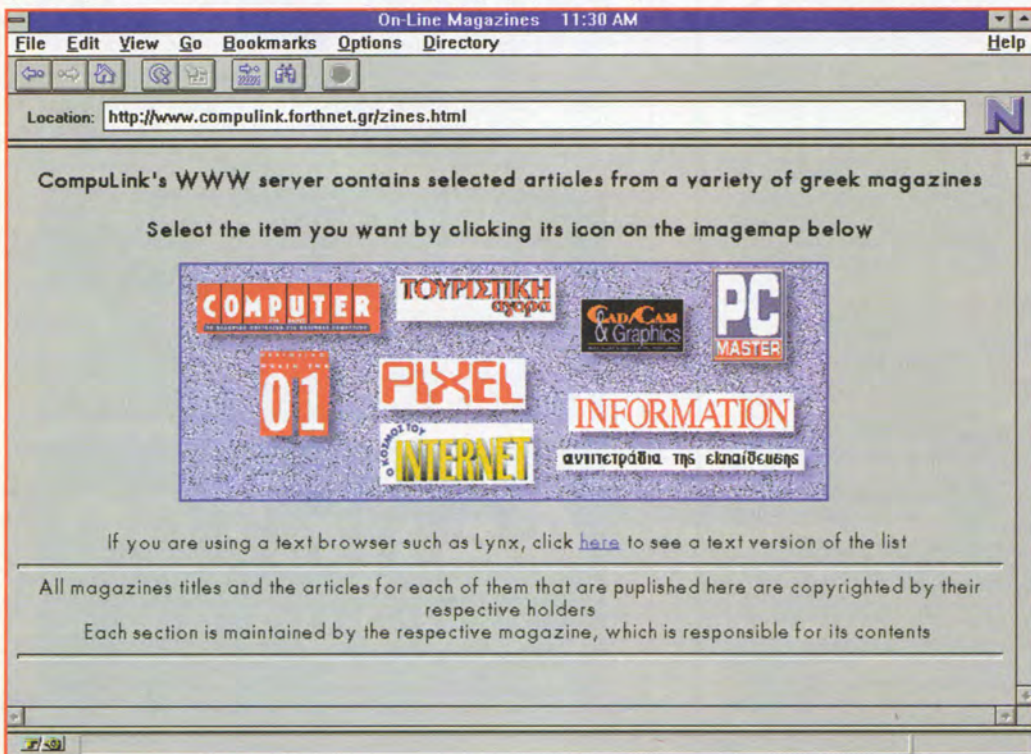 On-Line Magazines 11:30 AM
File Edit View Go Bookmarks Options Directory Help
Location: http://www.compulink.forthnet.gr/zines.html
N
CompuLink's WWW server contains selected articles from a variety of greek magazines
Select the item you want by clicking its icon on the imagemap below
COMPUTER
ΤΟΥΡΙΣΤΙΚΗ
αγορα
CAD/CAM
& Graphics
PC
MASTER
01
PIXEL
INFORMATION
Ο ΚΟΣΜΟΣ ΤΟΥ
INTERNET
αντιτετράδια της εκπαίδευσης
If you are using a text browser such as Lynx, click here to see a text version of the list
All magazines titles and the articles for each of them that are puplished here are copyrighted by their
respective holders
Each section is maintained by the respective magazine, which is responsible for its contents